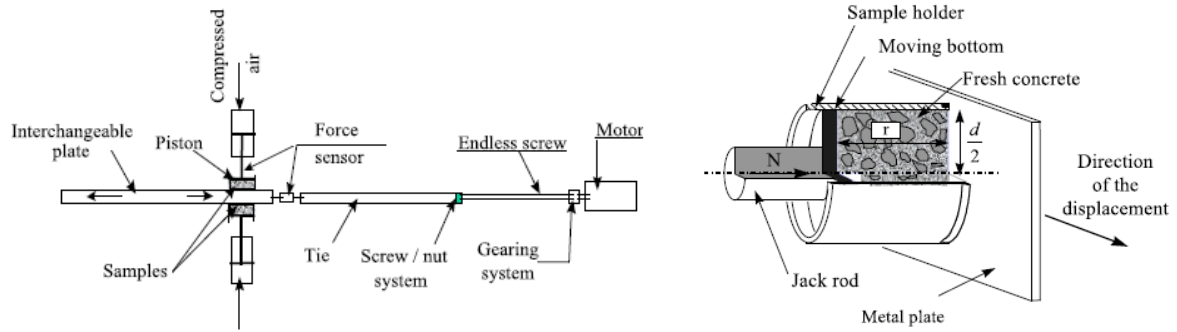 Compressed
air
Interchangeable
plate
Piston
Force
sensor
Endless screw
Motor
Samples
Tie
Screw / nut
system
Gearing
system
Sample holder
Moving bottom
Fresh concrete
r
d
2
N
Direction
of the
displacement
Jack rod
Metal plate